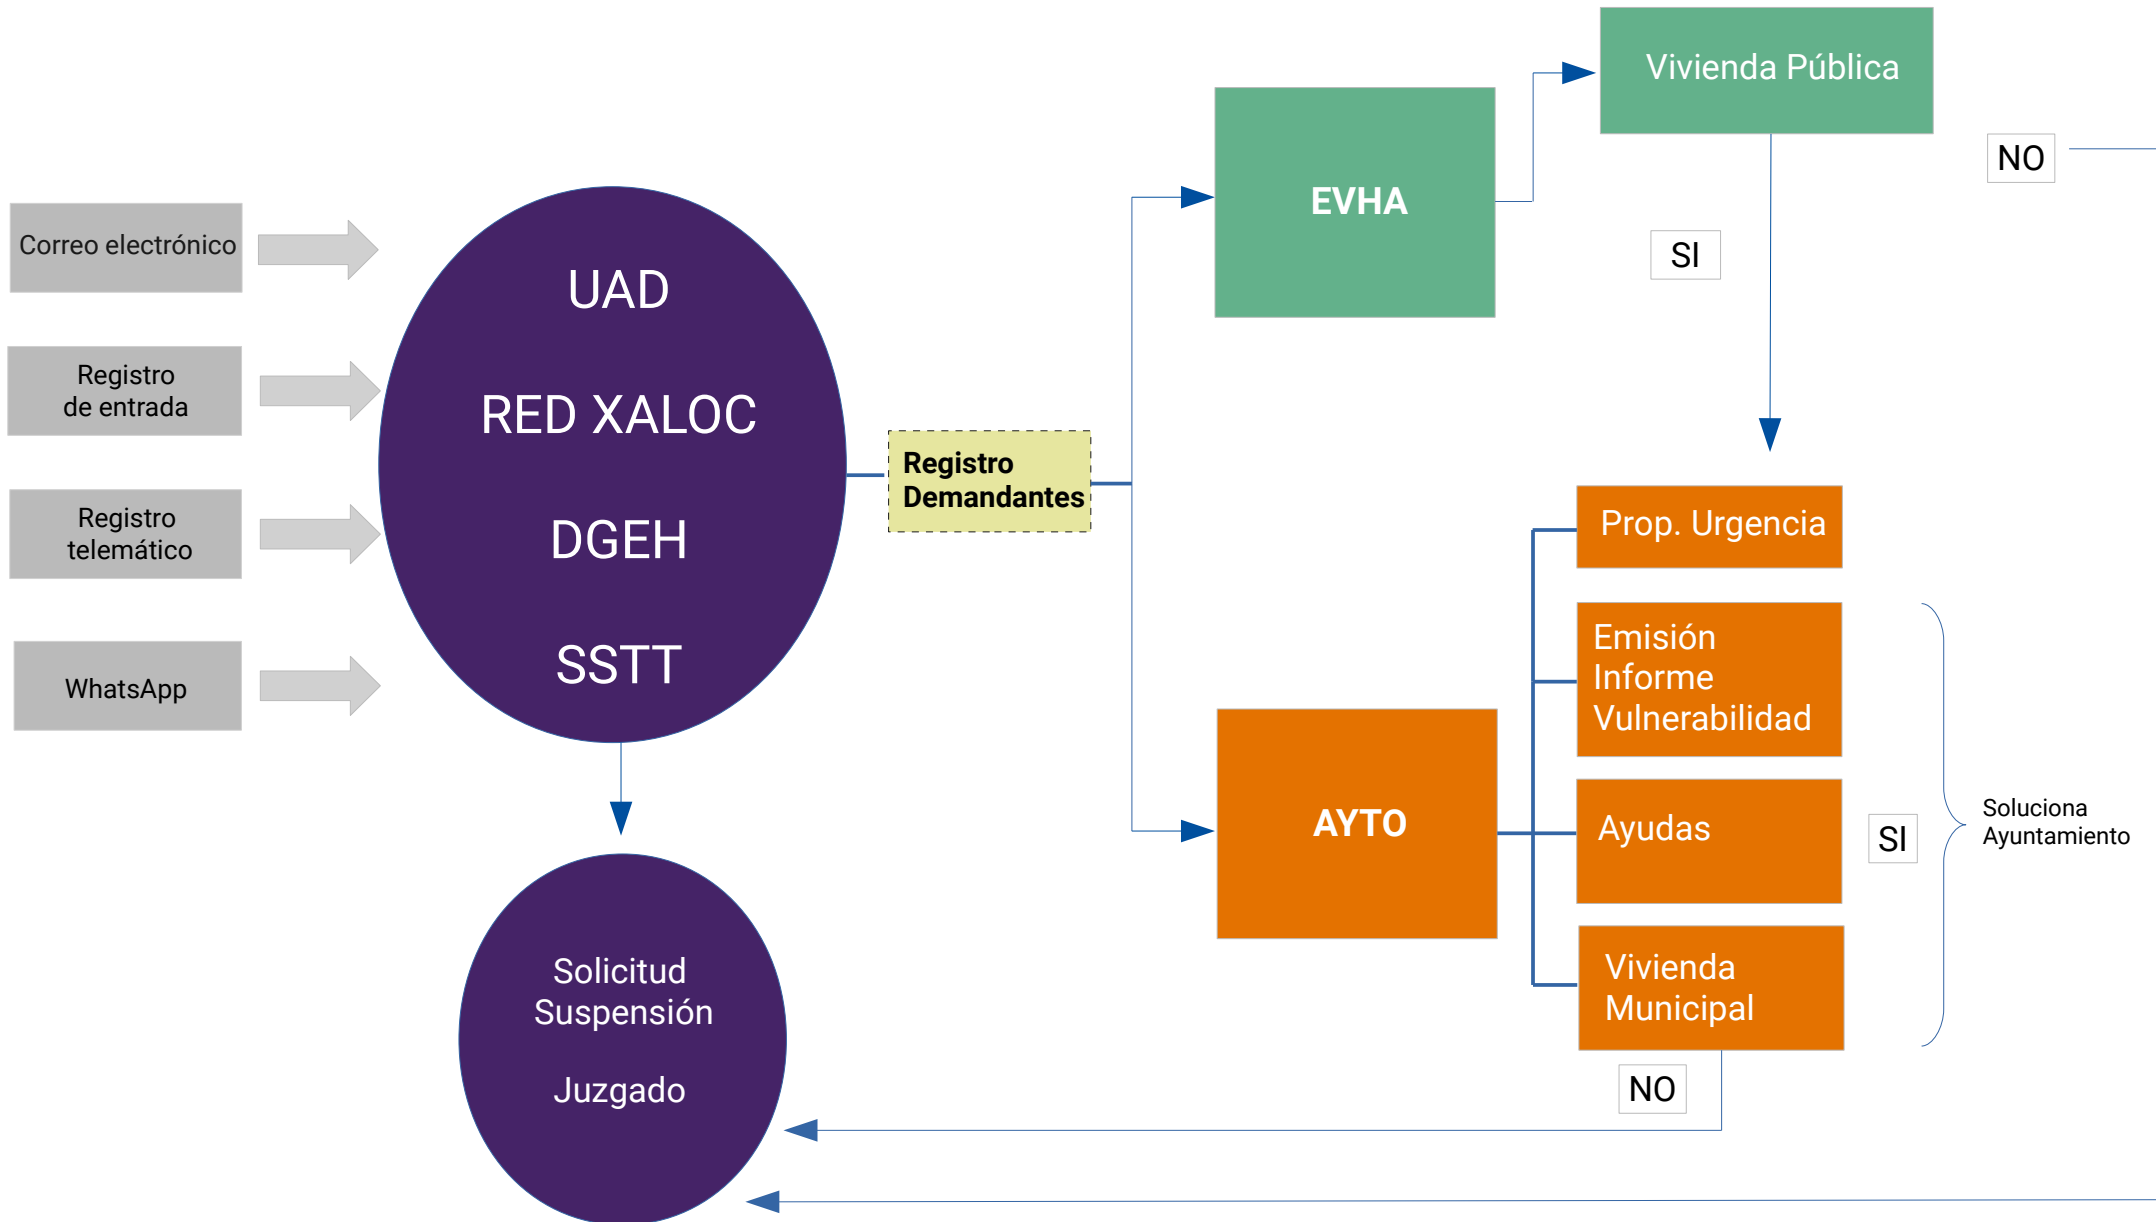 Correo electrónico
Registro
de entrada
Registro
telemático
WhatsApp
UAD
RED XALOC
DGEH
SSTT
Solicitud
Suspensión
Juzgado
Registro
Demandantes
EVHA
Vivienda Pública
SI
NO
AYTO
Prop. Urgencia
Emisión
Informe
Vulnerabilidad
Ayudas
Vivienda
Municipal
SI
Soluciona
Ayuntamiento
NO